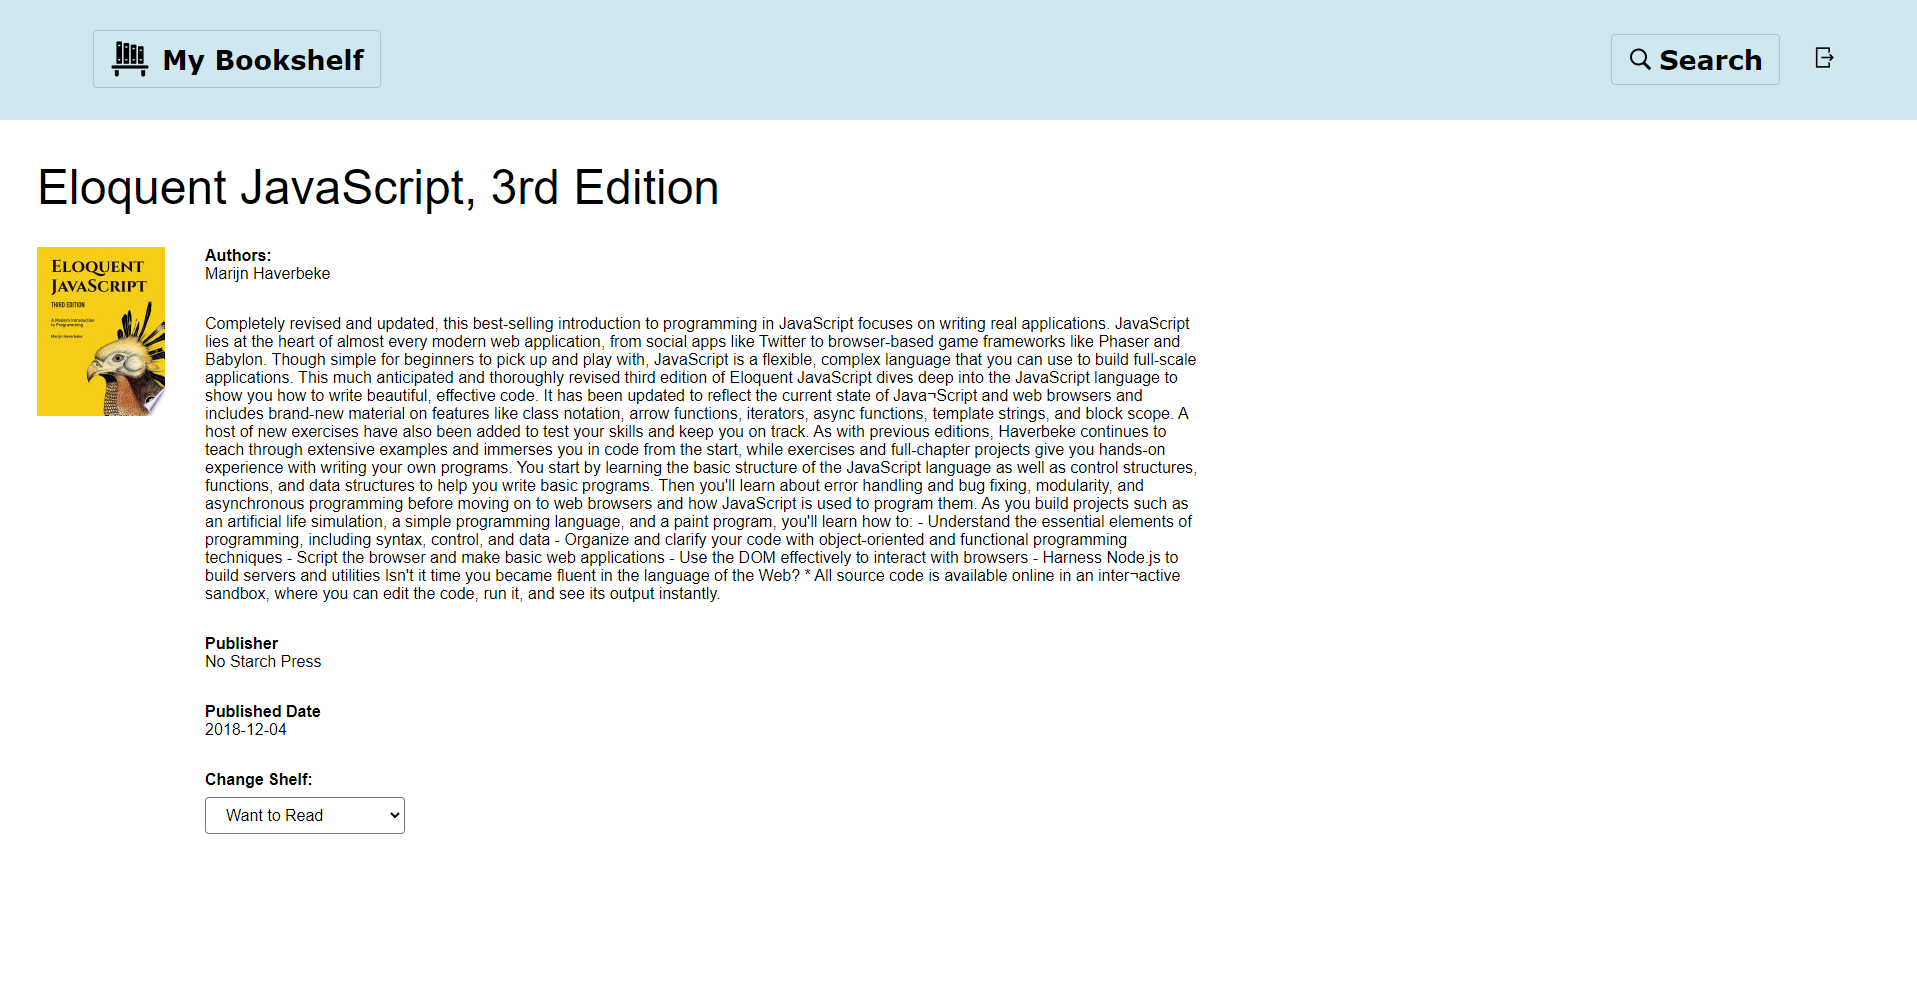 My Bookshelf
Search
Eloquent JavaScript, 3rd Edition
ELOQUENT
JAVASCRIPT
THIRD EDITION
A Modern Introduction
to Programming
Marijn Haverbeke
Authors:
Marijn Haverbeke
Completely revised and updated, this best-selling introduction to programming in JavaScript focuses on writing real applications. JavaScript
lies at the heart of almost every modern web application, from social apps like Twitter to browser-based game frameworks like Phaser and
Babylon. Though simple for beginners to pick up and play with, JavaScript is a flexible, complex language that you can use to build full-scale
applications. This much anticipated and thoroughly revised third edition of Eloquent JavaScript dives deep into the JavaScript language to
show you how to write beautiful, effective code. It has been updated to reflect the current state of Java¬Script and web browsers and
includes brand-new material on features like class notation, arrow functions, iterators, async functions, template strings, and block scope. A
host of new exercises have also been added to test your skills and keep you on track. As with previous editions, Haverbeke continues to
teach through extensive examples and immerses you in code from the start, while exercises and full-chapter projects give you hands-on
experience with writing your own programs. You start by learning the basic structure of the JavaScript language as well as control structures,
functions, and data structures to help you write basic programs. Then you'll learn about error handling and bug fixing, modularity, and
asynchronous programming before moving on to web browsers and how JavaScript is used to program them. As you build projects such as
an artificial life simulation, a simple programming language, and a paint program, you'll learn how to: - Understand the essential elements of
programming, including syntax, control, and data - Organize and clarify your code with object-oriented and functional programming
techniques - Script the browser and make basic web applications - Use the DOM effectively to interact with browsers - Harness Node.js to
build servers and utilities Isn't it time you became fluent in the language of the Web? * All source code is available online in an inter¬active
sandbox, where you can edit the code, run it, and see its output instantly.
Publisher
No Starch Press
Published Date
2018-12-04
Change Shelf:
Want to Read